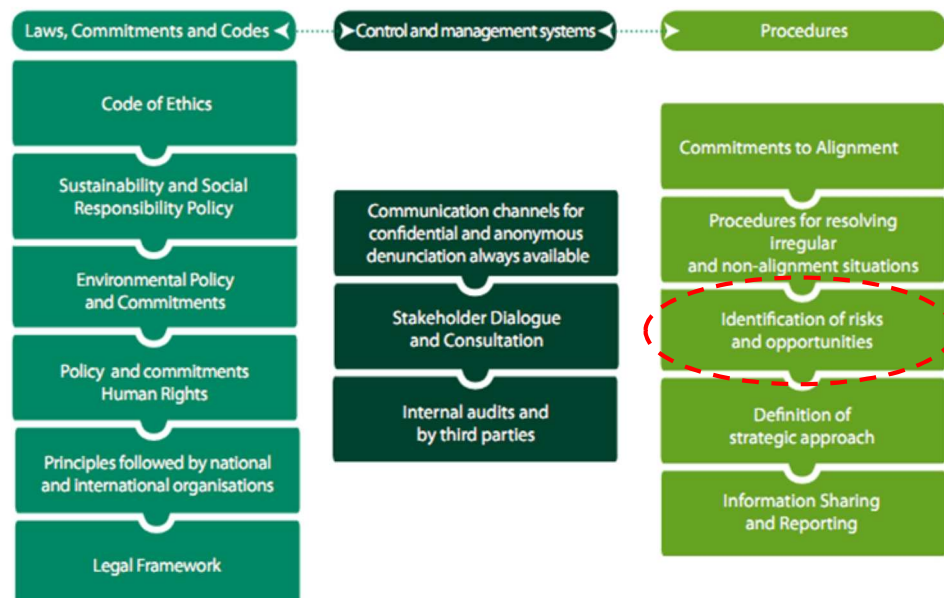 Laws, Commitments and Codes
Code of Ethics
Sustainability and Social
Responsibility Policy
Environmental Policy
and Commitments
Policy and commitments
Human Rights
Principles followed by national
and international organisations
Legal Framework
Control and management systems
Communication channels for
confidential and anonymous
denunciation always available
Stakeholder Dialogue
and Consultation
Internal audits and
by third parties
Procedures
Commitments to Alignment
Procedures for resolving
irregular
and non-alignment situations
Identification of risks
and opportunities
Definition of
strategic approach
Information Sharing
and Reporting